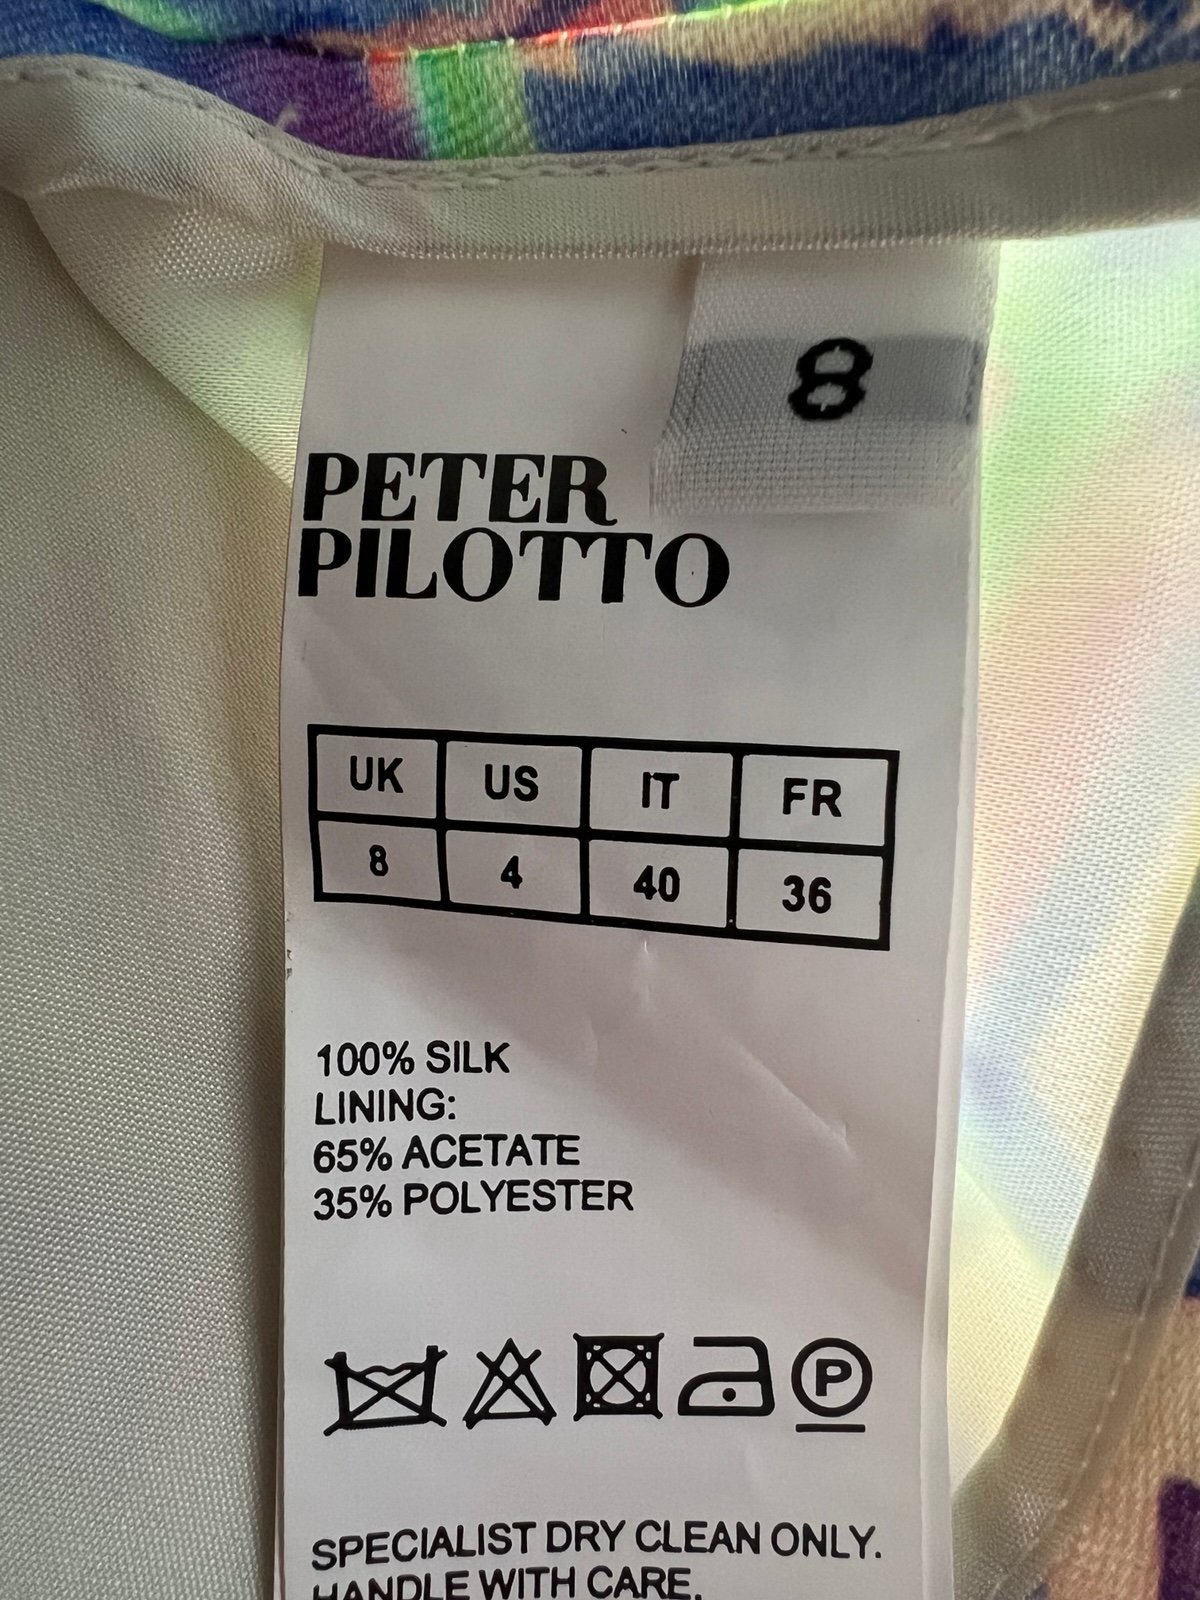 8
PETER
PILOTTO
UK US IT FR
8 4 40 36
100% SILK
LINING:
65% ACETATE
35% POLYESTER
P
SPECIALIST DRY CLEAN ONLY.
HANDLE WITH CARE.